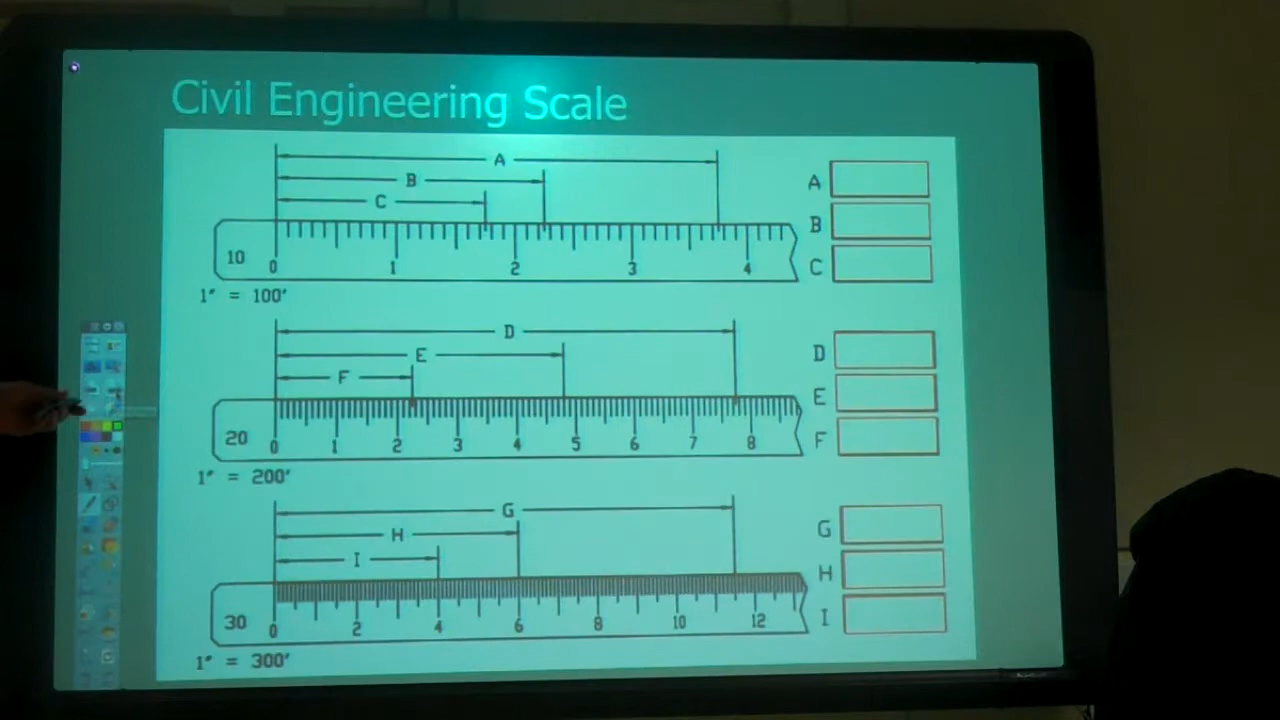 Civil Engineering Scale
A
B
C
10 0 1 2 3 4
1" = 100'
A
B
C
D
E
F
20 0 1 2 3 4 5 6 7 8
1" = 200'
D
E
F
G
H
I
30 0 2 4 6 8 10 12
1" = 300'
G
H
I